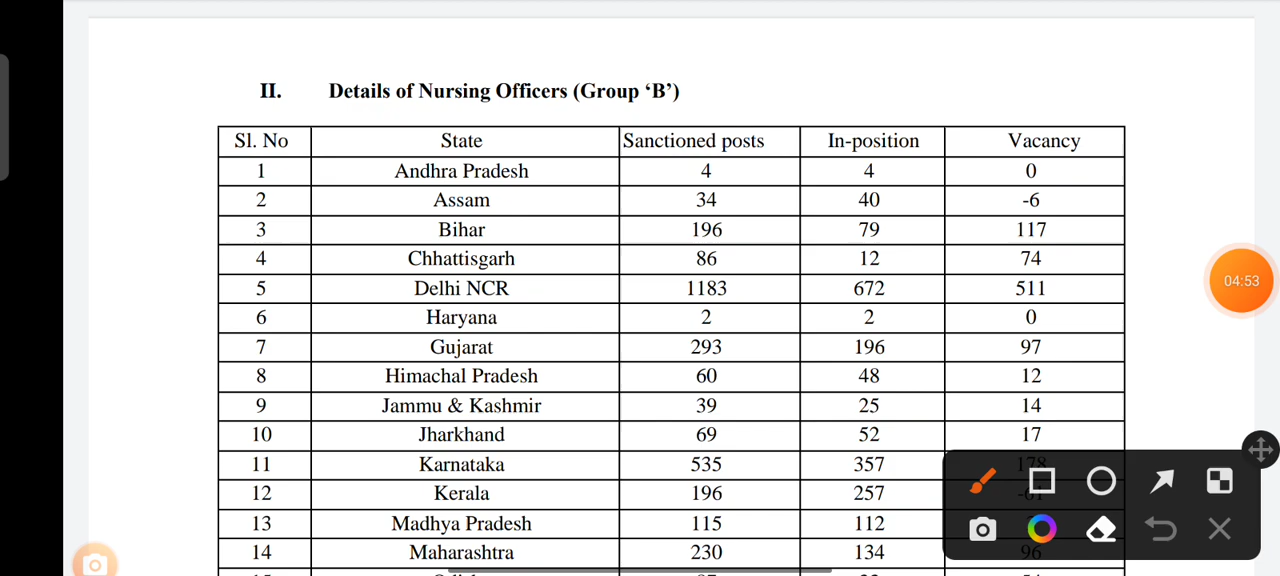 II. Details of Nursing Officers (Group ‘B’)
Sl. No State Sanctioned posts In-position Vacancy
1 Andhra Pradesh 4 4 0
2 Assam 34 40 -6
3 Bihar 196 79 117
4 Chhattisgarh 86 12 74
5 Delhi NCR 1183 672 511
6 Haryana 2 2 0
7 Gujarat 293 196 97
8 Himachal Pradesh 60 48 12
9 Jammu & Kashmir 39 25 14
10 Jharkhand 69 52 17
11 Karnataka 535 357 178
12 Kerala 196 257 -61
13 Madhya Pradesh 115 112
14 Maharashtra 230 134 96
04:53